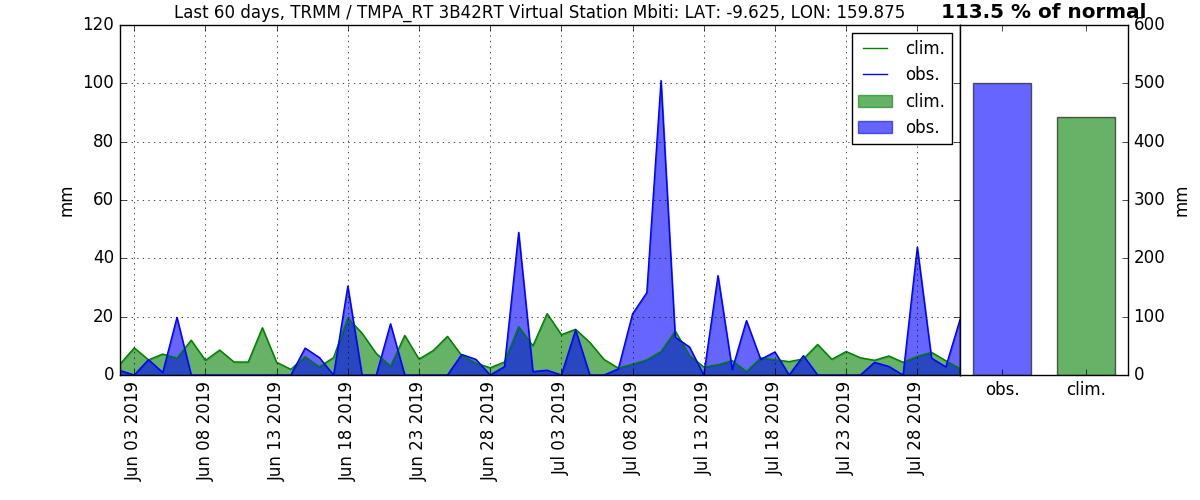 Last 60 days, TRMM / TMPA_RT 3B42RT Virtual Station Mbiti: LAT: -9.625, LON: 159.875
113.5 % of normal
120
100
80
60
40
20
0
mm
clim.
obs.
clim.
obs.
600
500
400
300
200
100
0
mm
Jun 03 2019
Jun 08 2019
Jun 13 2019
Jun 18 2019
Jun 23 2019
Jun 28 2019
Jul 03 2019
Jul 08 2019
Jul 13 2019
Jul 18 2019
Jul 23 2019
Jul 28 2019
obs.
clim.